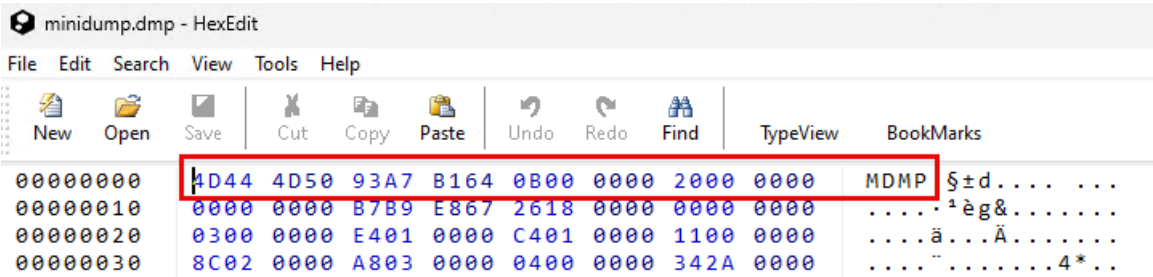 minidump.dmp - HexEdit
File Edit Search View Tools Help
New Open Save Cut Copy Paste Undo Redo Find TypeView BookMarks
00000000 4D44 4D50 93A7 B164 0B00 0000 2000 0000 MDMP §±d.... ...
00000010 0000 0000 B7B9 E867 2618 0000 0000 0000 ....·¹èg&.......
00000020 0300 0000 E401 0000 C401 0000 1100 0000 ....ä...Ä.......
00000030 8C02 0000 A803 0000 0400 0000 342A 0000 ....¨.......4*..